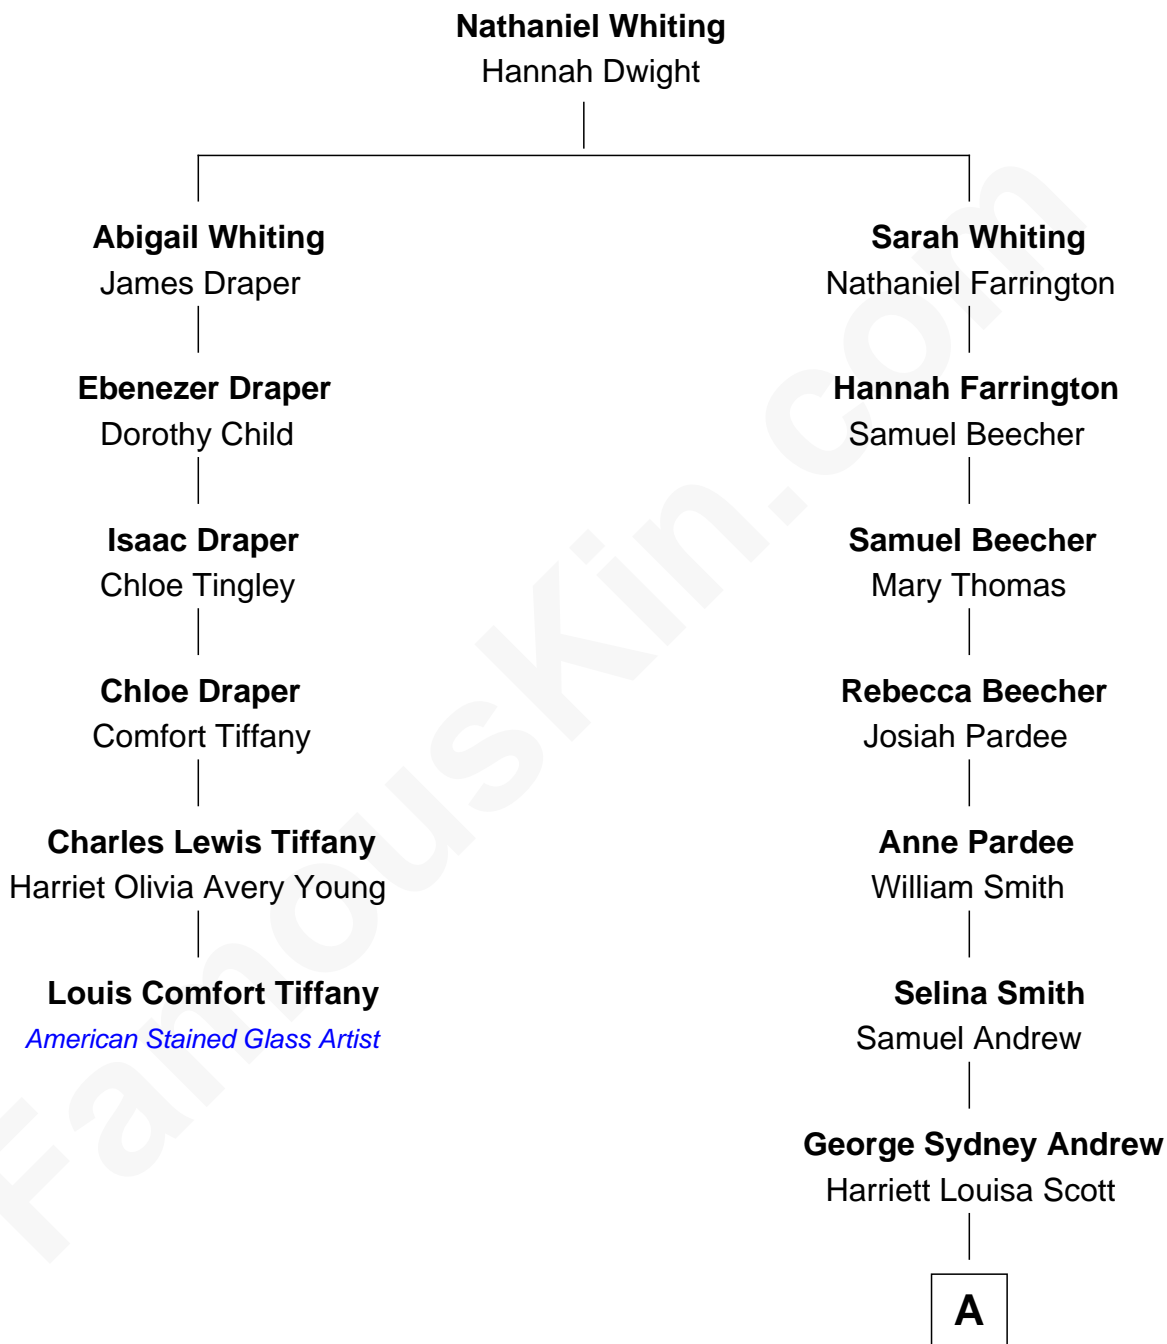 Nathaniel Whiting
Hannah Dwight
Abigail Whiting
James Draper
Sarah Whiting
Nathaniel Farrington
Ebenezer Draper
Dorothy Child
Hannah Farrington
Samuel Beecher
Isaac Draper
Chloe Tingley
Samuel Beecher
Mary Thomas
Chloe Draper
Comfort Tiffany
Rebecca Beecher
Josiah Pardee
Charles Lewis Tiffany
Harriet Olivia Avery Young
Anne Pardee
William Smith
Louis Comfort Tiffany
American Stained Glass Artist
Selina Smith
Samuel Andrew
George Sydney Andrew
Harriett Louisa Scott
A
FamousKin.com